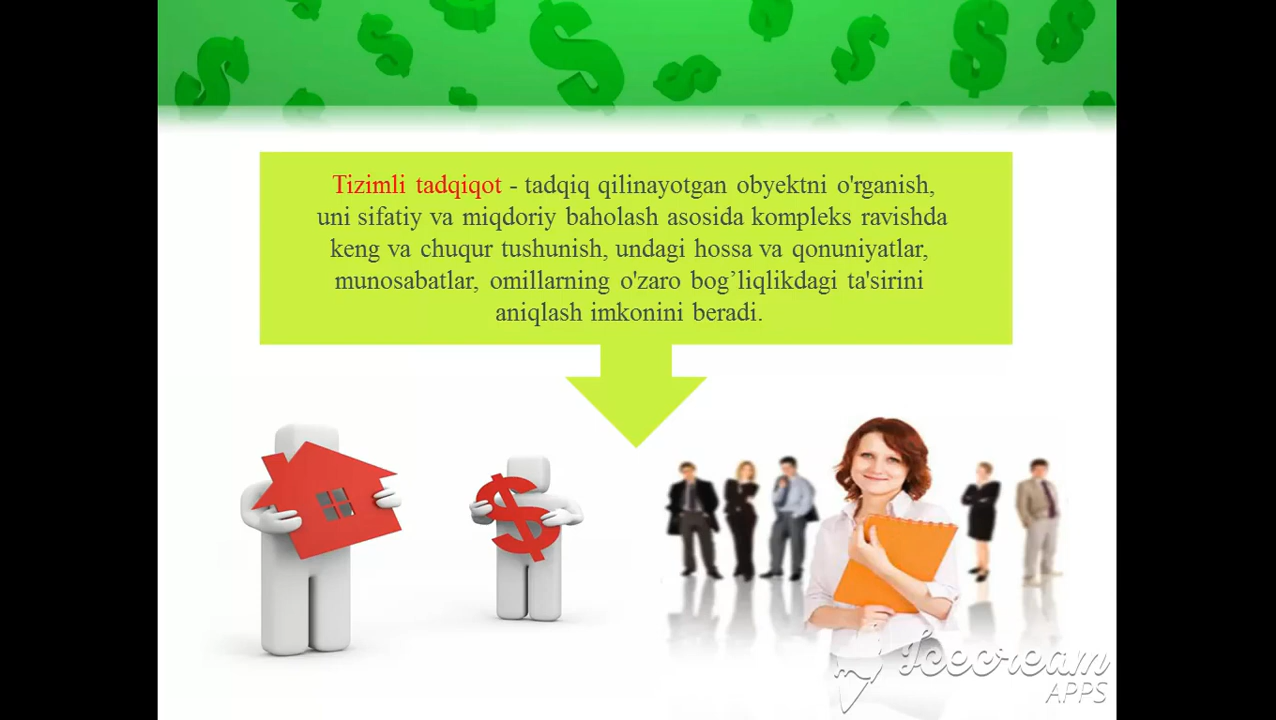 Tizimli tadqiqot - tadqiq qilinayotgan obyektni o'rganish,
uni sifatiy va miqdoriy baholash asosida kompleks ravishda
keng va chuqur tushunish, undagi hossa va qonuniyatlar,
munosabatlar, omillarning o'zaro bog’liqlikdagi ta'sirini
aniqlash imkonini beradi.
Icecream
APPS